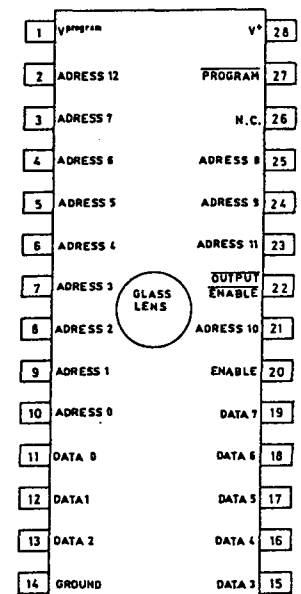 1 Vprogram V+ 28
2 ADRESS 12 PROGRAM 27
3 ADRESS 7 N.C. 26
4 ADRESS 6 ADRESS 8 25
5 ADRESS 5 ADRESS 9 24
6 ADRESS 4 ADRESS 11 23
7 ADRESS 3 OUTPUT
ENABLE 22
GLASS
LENS
8 ADRESS 2 ADRESS 10 21
9 ADRESS 1 ENABLE 20
10 ADRESS 0 DATA 7 19
11 DATA 0 DATA 6 18
12 DATA1 DATA 5 17
13 DATA 2 DATA 4 16
14 GROUND DATA 3 15